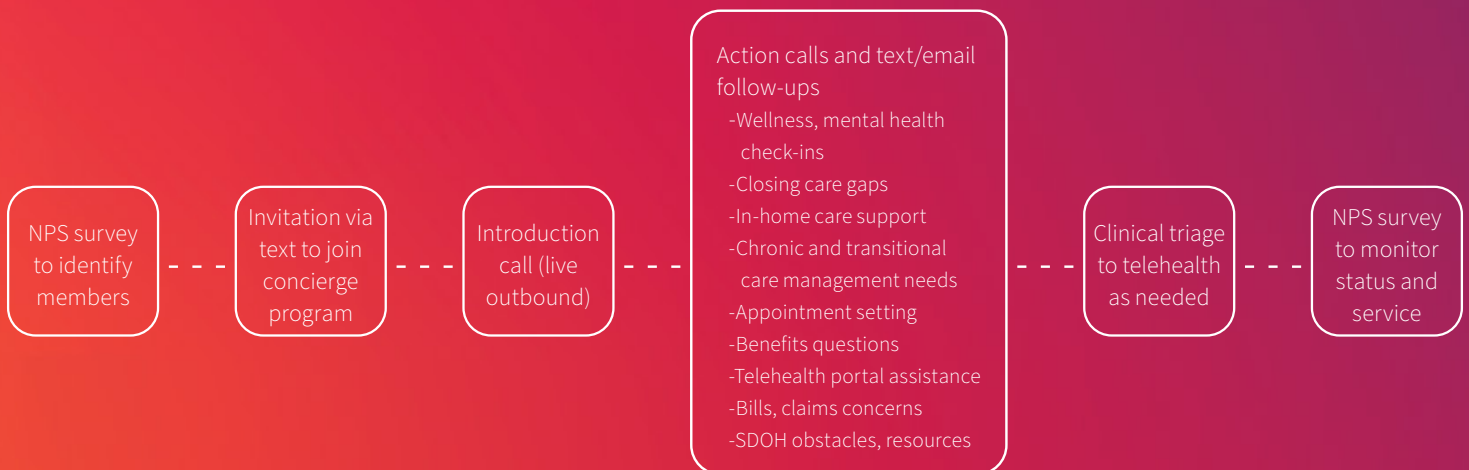 NPS survey
to identify
members
Invitation via
text to join
concierge
program
Introduction
call (live
outbound)
Action calls and text/email
follow-ups
-Wellness, mental health
check-ins
-Closing care gaps
-In-home care support
-Chronic and transitional
care management needs
-Appointment setting
-Benefits questions
-Telehealth portal assistance
-Bills, claims concerns
-SDOH obstacles, resources
Clinical triage
to telehealth
as needed
NPS survey
to monitor
status and
service